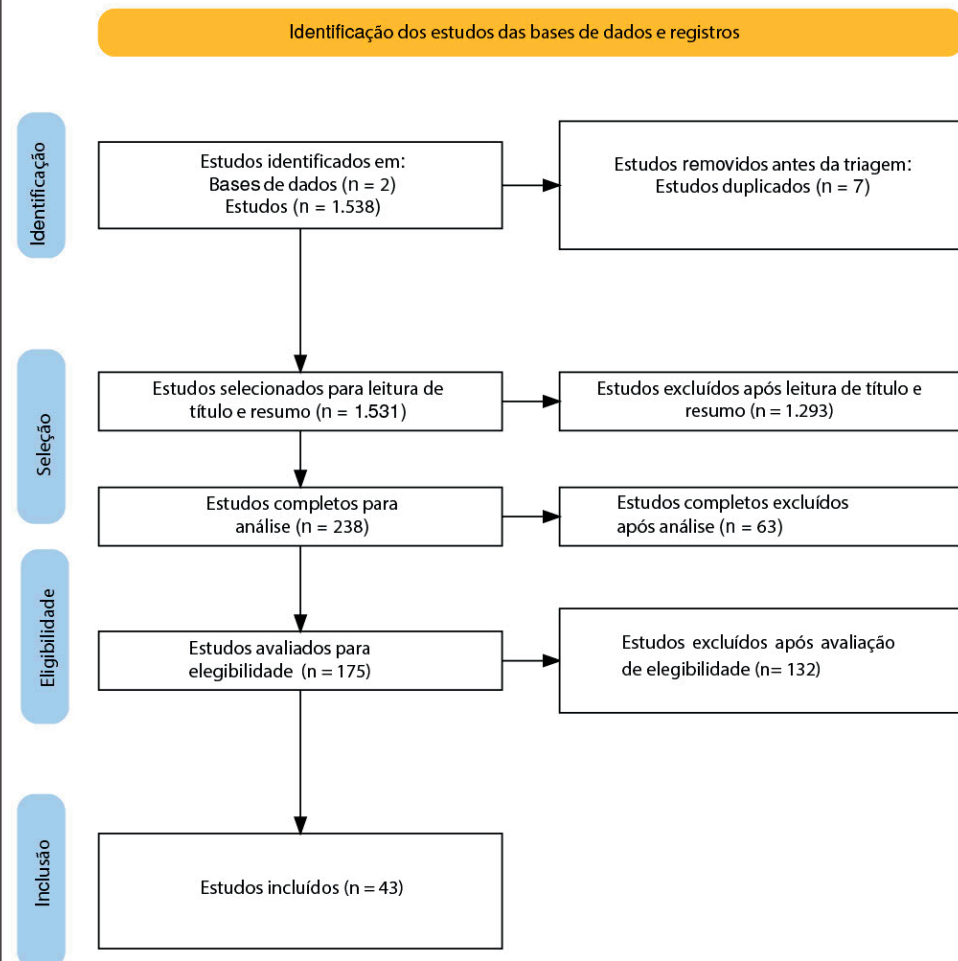 Identificação dos estudos das bases de dados e registros
Identificação
Estudos identificados em:
Bases de dados (n = 2)
Estudos (n = 1.538)
Estudos removidos antes da triagem:
Estudos duplicados (n = 7)
Seleção
Estudos selecionados para leitura de
título e resumo (n = 1.531)
Estudos excluídos após leitura de título e
resumo (n = 1.293)
Estudos completos para
análise (n = 238)
Estudos completos excluídos
após análise (n = 63)
Eligibilidade
Estudos avaliados para
elegibilidade (n = 175)
Estudos excluídos após avaliação
de elegibilidade (n= 132)
Inclusão
Estudos incluídos (n = 43)